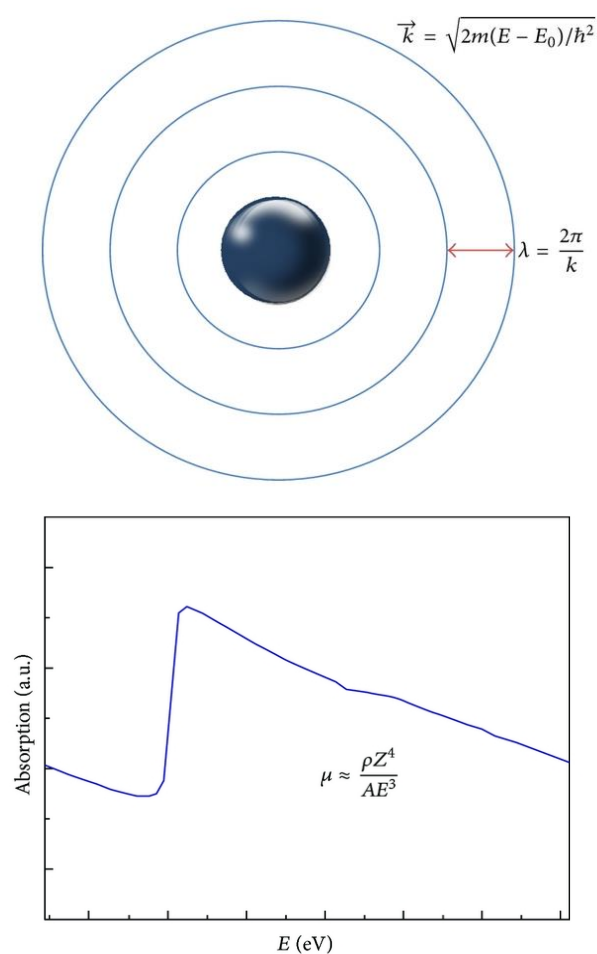 k⃗ = √2m(E − E₀)/ħ²
λ = 2π/k
Absorption (a.u.)
μ ≈ ρZ⁴/AE³
E (eV)